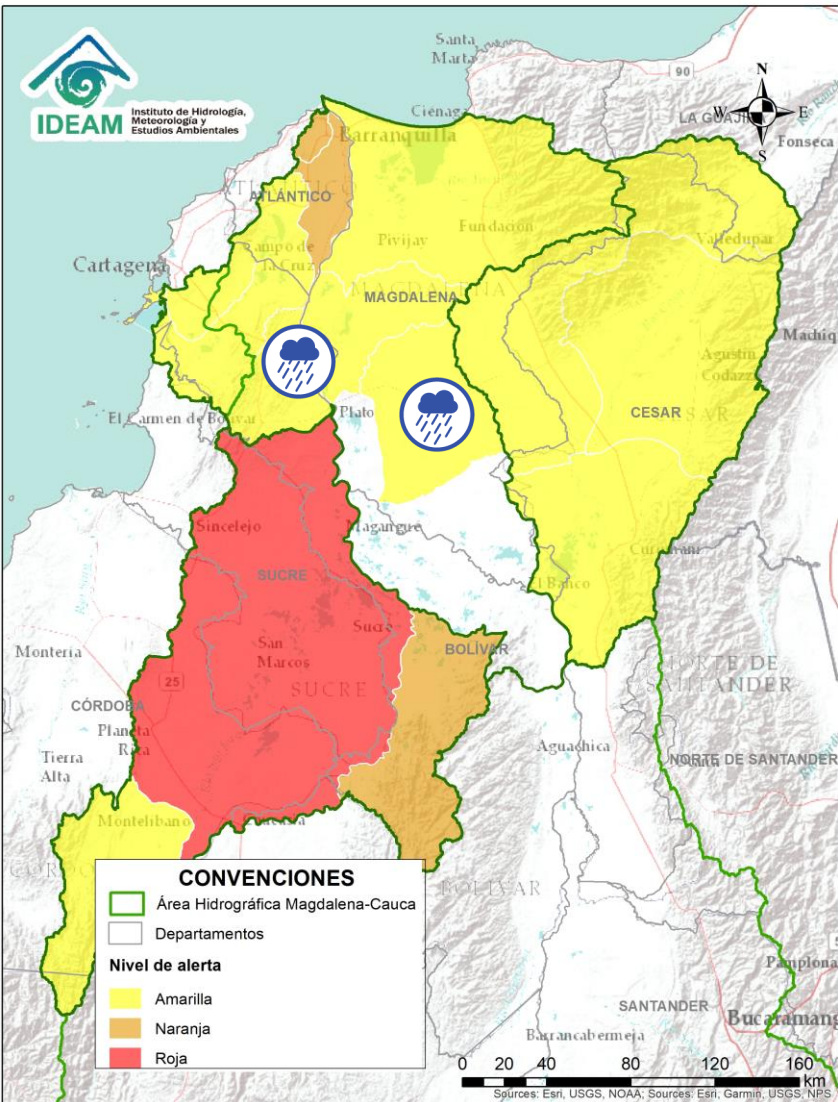 IDEAM
Instituto de Hidrología,
Meteorología y
Estudios Ambientales
Santa
Marta
90
N
W
E
S
Ciénaga
LA GUAJIRA
Fonseca
Barranquilla
ATLÁNTICO
Valledupar
Fundación
Pivijay
Campo de
la Cruz
Cartagena
MAGDALENA
MAGDALENA
Agustín
Codazzi
CESAR
Plato
El Carmen de Bolívar
Sincelejo
Magangue
SUCRE
El Banco
Sucre
BOLÍVAR
San
Marcos
SUCRE
Montería
25
CÓRDOBA
Planeta
Rica
Tierra
Alta
NORTE DE
SANTANDER
Aguachica
NORTE DE SANTANDER
Montelíbano
BOLÍVAR
CONVENCIONES
Área Hidrográfica Magdalena-Cauca
Departamentos
Nivel de alerta
Amarilla
Naranja
Roja
Pamplona
SANTANDER
Bucaramang
Barrancabermeja
0 20 40 80 120 160
km
Sources: Esri, USGS, NOAA; Sources: Esri, Garmin, USGS, NPS